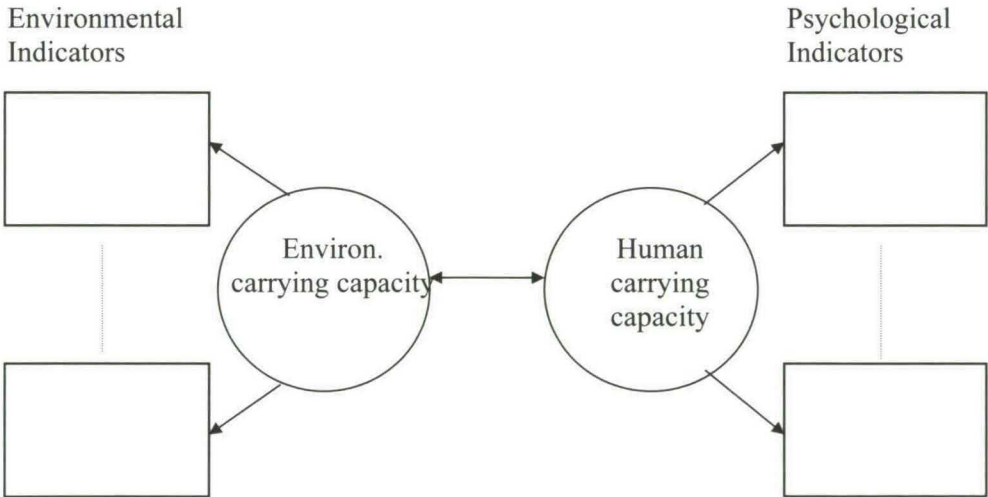 Environmental
Indicators
Psychological
Indicators
Environ.
carrying capacity
Human
carrying
capacity